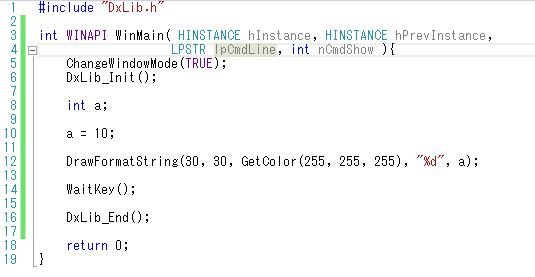 1 #include "DxLib.h"
2
3 int WINAPI WinMain( HINSTANCE hInstance, HINSTANCE hPrevInstance,
4 LPSTR lpCmdLine, int nCmdShow ){
5 ChangeWindowMode(TRUE);
6 DxLib_Init();
7
8 int a;
9
10 a = 10;
11
12 DrawFormatString(30, 30, GetColor(255, 255, 255), "%d", a);
13
14 WaitKey();
15
16 DxLib_End();
17
18 return 0;
19 }